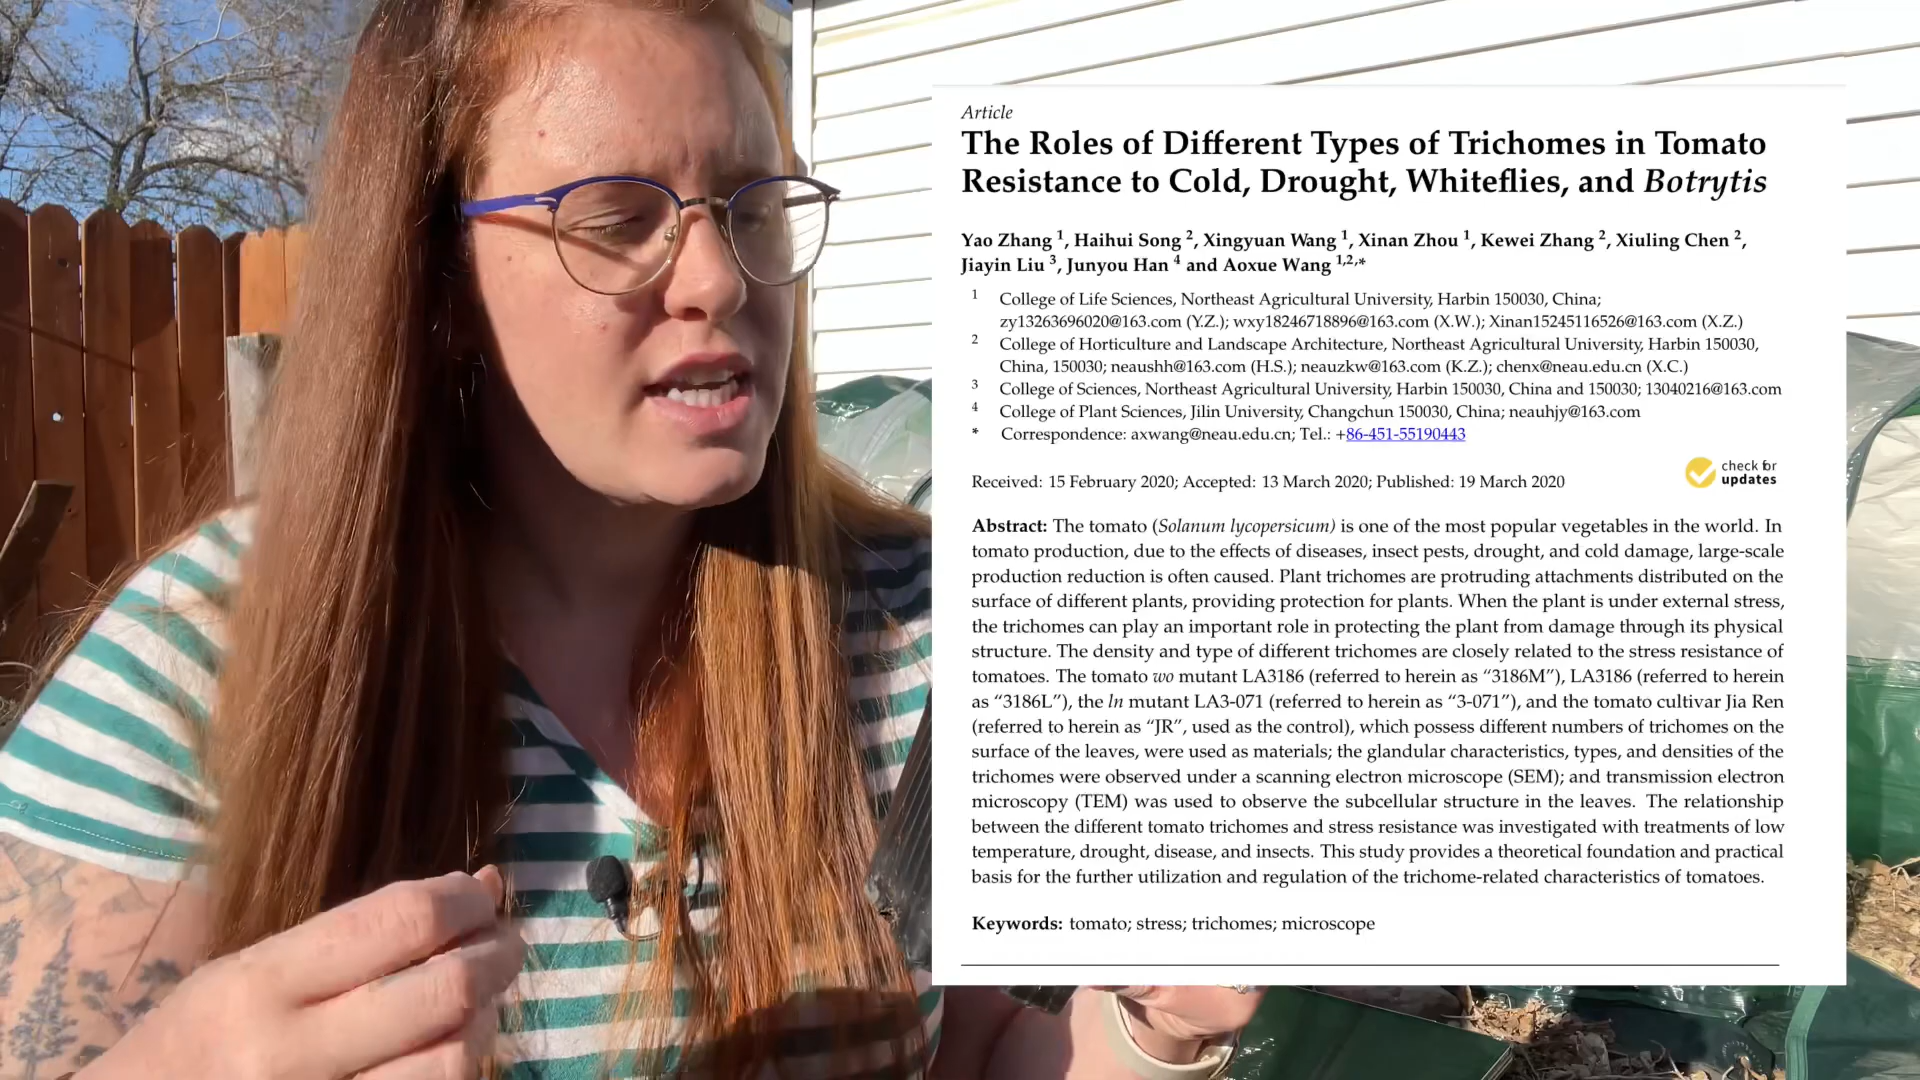 Article
The Roles of Different Types of Trichomes in Tomato
Resistance to Cold, Drought, Whiteflies, and Botrytis
Yao Zhang 1, Haihui Song 2, Xingyuan Wang 1, Xinan Zhou 1, Kewei Zhang 2, Xiuling Chen 2,
Jiayin Liu 3, Junyou Han 4 and Aoxue Wang 1,2,*
1 College of Life Sciences, Northeast Agricultural University, Harbin 150030, China;
zy13263696020@163.com (Y.Z.); wxy18246718896@163.com (X.W.); Xinan15245116526@163.com (X.Z.)
2 College of Horticulture and Landscape Architecture, Northeast Agricultural University, Harbin 150030,
China, 150030; neaushh@163.com (H.S.); neauzkw@163.com (K.Z.); chenx@neau.edu.cn (X.C.)
3 College of Sciences, Northeast Agricultural University, Harbin 150030, China and 150030; 13040216@163.com
4 College of Plant Sciences, Jilin University, Changchun 150030, China; neauhjy@163.com
* Correspondence: axwang@neau.edu.cn; Tel.: +86-451-55190443
check for
updates
Received: 15 February 2020; Accepted: 13 March 2020; Published: 19 March 2020
Abstract: The tomato (Solanum lycopersicum) is one of the most popular vegetables in the world. In
tomato production, due to the effects of diseases, insect pests, drought, and cold damage, large-scale
production reduction is often caused. Plant trichomes are protruding attachments distributed on the
surface of different plants, providing protection for plants. When the plant is under external stress,
the trichomes can play an important role in protecting the plant from damage through its physical
structure. The density and type of different trichomes are closely related to the stress resistance of
tomatoes. The tomato wo mutant LA3186 (referred to herein as “3186M”), LA3186 (referred to herein
as “3186L”), the ln mutant LA3-071 (referred to herein as “3-071”), and the tomato cultivar Jia Ren
(referred to herein as “JR”, used as the control), which possess different numbers of trichomes on the
surface of the leaves, were used as materials; the glandular characteristics, types, and densities of the
trichomes were observed under a scanning electron microscope (SEM); and transmission electron
microscopy (TEM) was used to observe the subcellular structure in the leaves. The relationship
between the different tomato trichomes and stress resistance was investigated with treatments of low
temperature, drought, disease, and insects. This study provides a theoretical foundation and practical
basis for the further utilization and regulation of the trichome-related characteristics of tomatoes.
Keywords: tomato; stress; trichomes; microscope